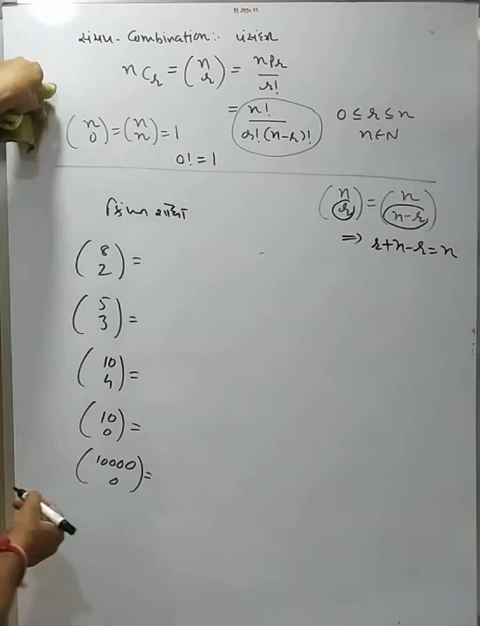 સંચય - Combination :- સંચય
nCr = (n r) = nPr / r!
= n! / r!(n-r)!
0 ≤ r ≤ n
n∈N
(n 0) = (n n) = 1
0! = 1
(n r) = (n n-r)
⇒ r+n-r=n
કિંમત શોધો
(8 2) =
(5 3) =
(10 4) =
(10 0) =
(10000 0) =